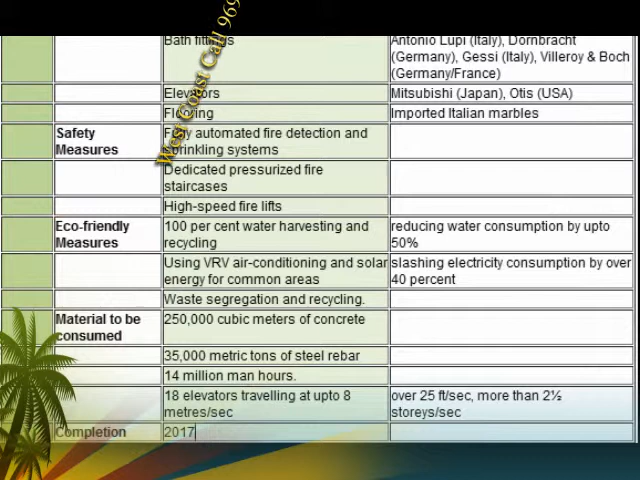 Bath fittings
Antonio Lupi (Italy), Dornbracht
(Germany), Gessi (Italy), Villeroy & Boch
(Germany/France)
Elevators
Mitsubishi (Japan), Otis (USA)
Flooring
Imported Italian marbles
Safety
Measures
Fully automated fire detection and
sprinkling systems
Dedicated pressurized fire
staircases
High-speed fire lifts
Eco-friendly
Measures
100 per cent water harvesting and
recycling
reducing water consumption by upto
50%
Using VRV air-conditioning and solar
energy for common areas
slashing electricity consumption by over
40 percent
Waste segregation and recycling.
Material to be
consumed
250,000 cubic meters of concrete
35,000 metric tons of steel rebar
14 million man hours.
18 elevators travelling at upto 8
metres/sec
over 25 ft/sec, more than 2½
storeys/sec
Completion
2017
West Coast Call 969